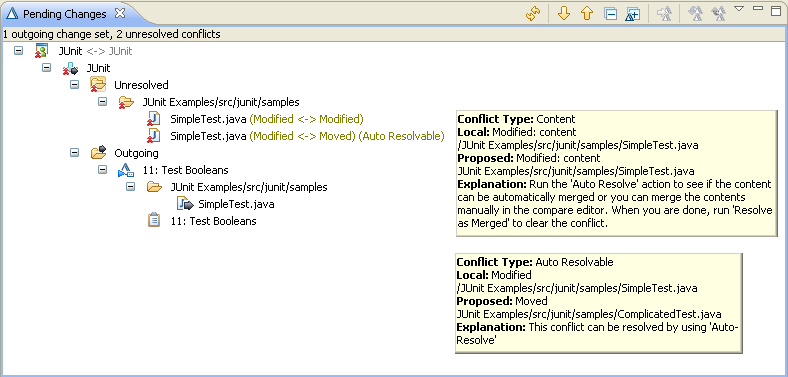 Pending Changes
1 outgoing change set, 2 unresolved conflicts
JUnit <-> JUnit
JUnit
Unresolved
JUnit Examples/src/junit/samples
SimpleTest.java (Modified <-> Modified)
SimpleTest.java (Modified <-> Moved) (Auto Resolvable)
Outgoing
11: Test Booleans
JUnit Examples/src/junit/samples
SimpleTest.java
11: Test Booleans
Conflict Type: Content
Local: Modified: content
/JUnit Examples/src/junit/samples/SimpleTest.java
Proposed: Modified: content
JUnit Examples/src/junit/samples/SimpleTest.java
Explanation: Run the 'Auto Resolve' action to see if the content
can be automatically merged or you can merge the contents
manually in the compare editor. When you are done, run 'Resolve
as Merged' to clear the conflict.
Conflict Type: Auto Resolvable
Local: Modified
/JUnit Examples/src/junit/samples/SimpleTest.java
Proposed: Moved
JUnit Examples/src/junit/samples/ComplicatedTest.java
Explanation: This conflict can be resolved by using 'Auto-
Resolve'